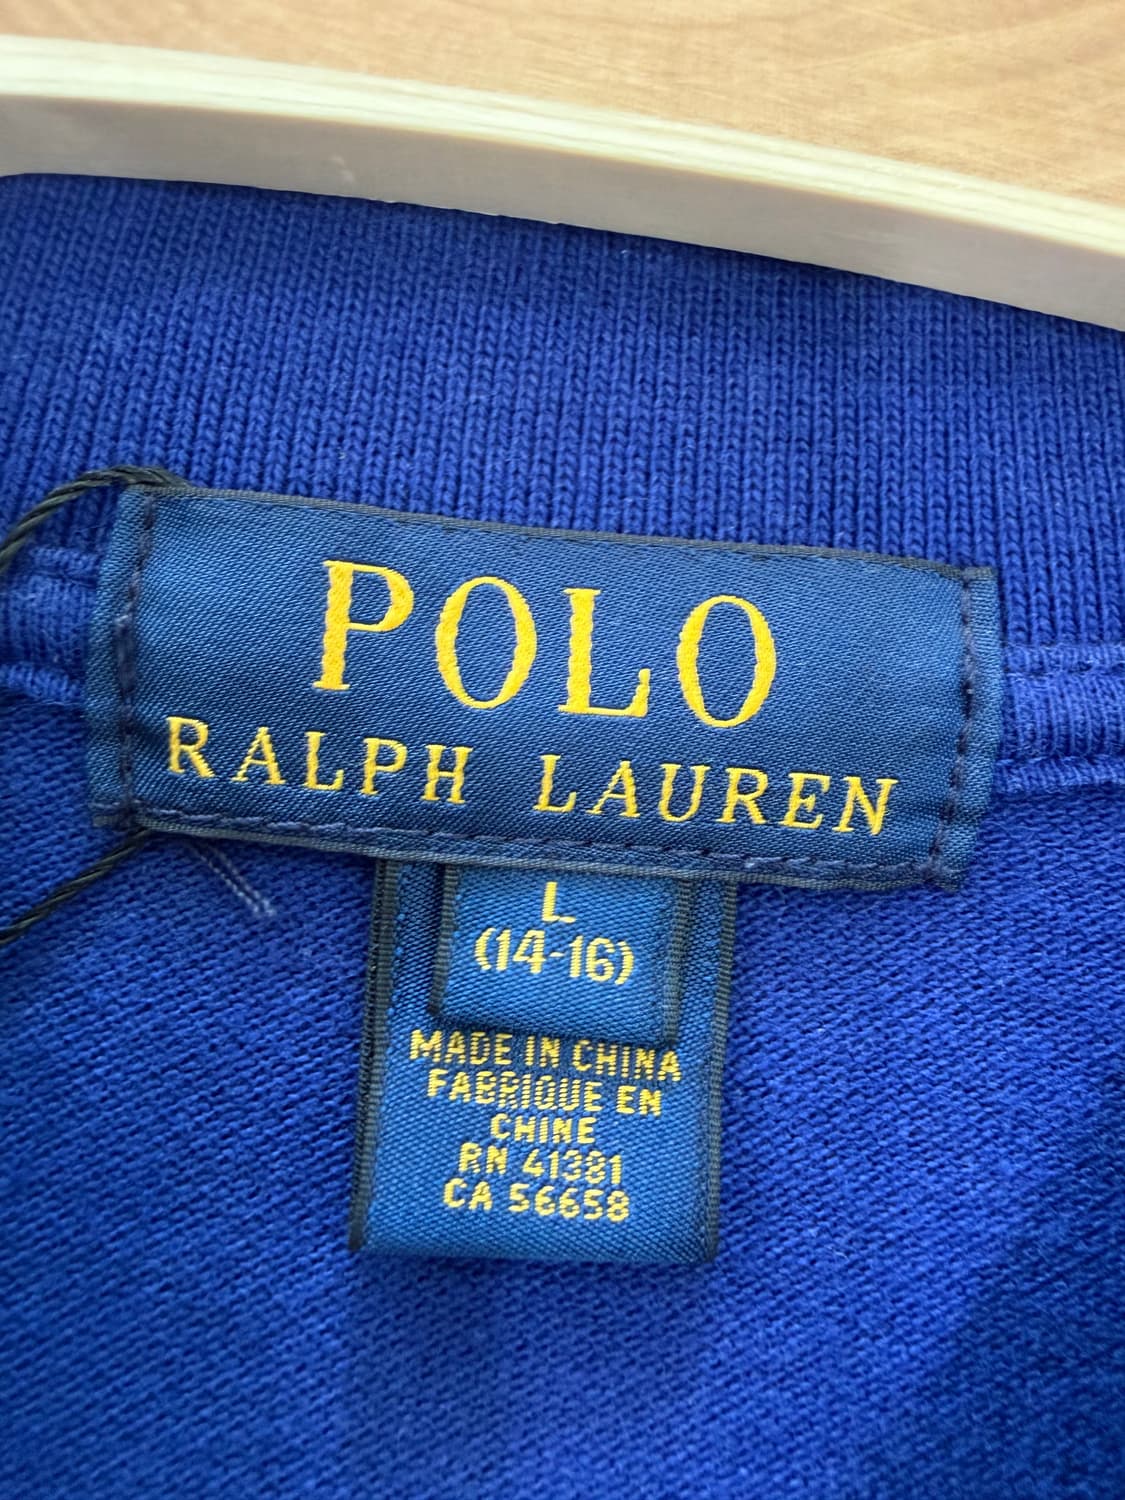 POLO
RALPH LAUREN
L
(14-16)
MADE IN CHINA
FABRIQUE EN
CHINE
RN 41381
CA 56658